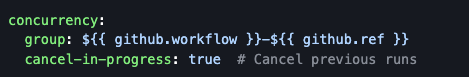 concurrency:
  group: ${{ github.workflow }}-${{ github.ref }}
  cancel-in-progress: true  # Cancel previous runs